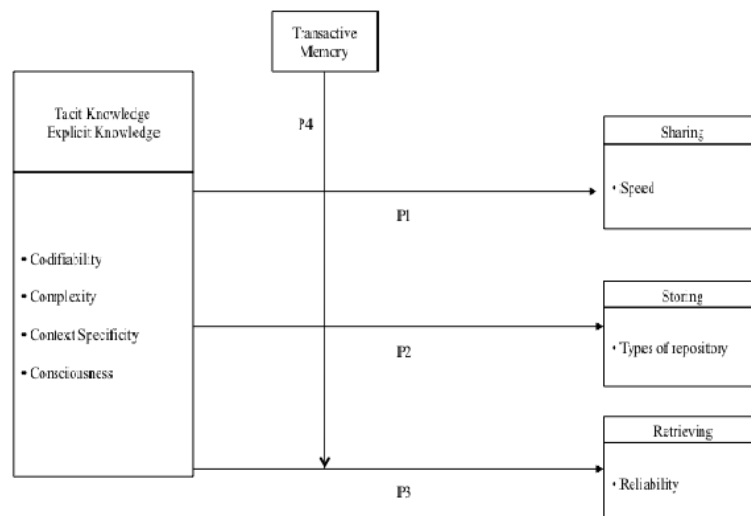 Transactive
Memory
Tacit Knowledge
Explicit Knowledge
P4
Sharing
• Speed
P1
• Codifiability
• Complexity
• Context Specificity
• Consciousness
Storing
• Types of repository
P2
Retrieving
• Reliability
P3